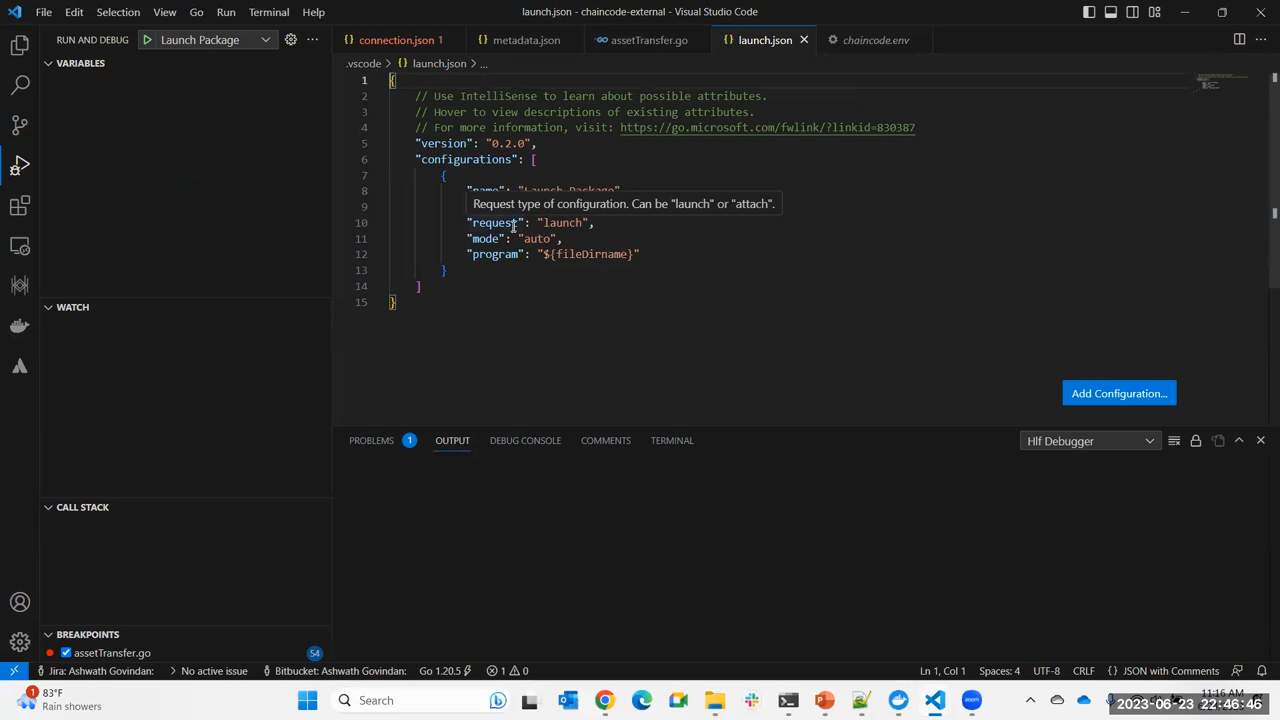 File Edit Selection View Go Run Terminal Help
launch.json - chaincode-external - Visual Studio Code
RUN AND DEBUG Launch Package
connection.json 1 metadata.json assetTransfer.go launch.json chaincode.env
VARIABLES
.vscode > launch.json > ...
1 {
2 // Use IntelliSense to learn about possible attributes.
3 // Hover to view descriptions of existing attributes.
4 // For more information, visit: https://go.microsoft.com/fwlink/?linkid=830387
5 "version": "0.2.0",
6 "configurations": [
7 {
8 "name": "Launch Package"
Request type of configuration. Can be "launch" or "attach".
9
10 "request": "launch",
11 "mode": "auto",
12 "program": "${fileDirname}"
13 }
14 ]
15 }
WATCH
Add Configuration...
PROBLEMS 1 OUTPUT DEBUG CONSOLE COMMENTS TERMINAL
Hlf Debugger
CALL STACK
BREAKPOINTS
assetTransfer.go 54
Jira: Ashwath Govindan: No active issue Bitbucket: Ashwath Govindan: Go 1.20.5 1 0
Ln 1, Col 1 Spaces: 4 UTF-8 CRLF {} JSON with Comments
1
83°F
Rain showers
Search
11:16 AM
2023-06-23 22:46:46